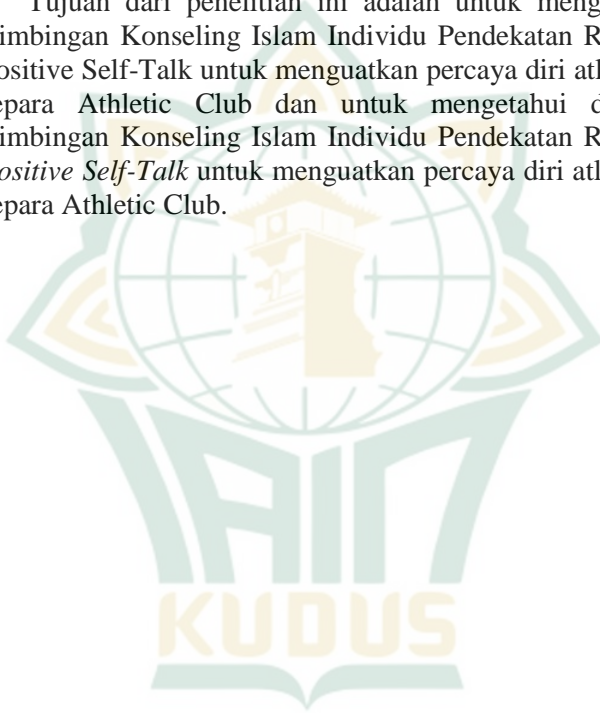 Tujuan dari penelitian ini adalah untuk meng
imbingan Konseling Islam Individu Pendekatan R
ositive Self-Talk untuk menguatkan percaya diri atl
epara Athletic Club dan untuk mengetahui d
imbingan Konseling Islam Individu Pendekatan R
ositive Self-Talk untuk menguatkan percaya diri atl
epara Athletic Club.
IAIN
KUDUS